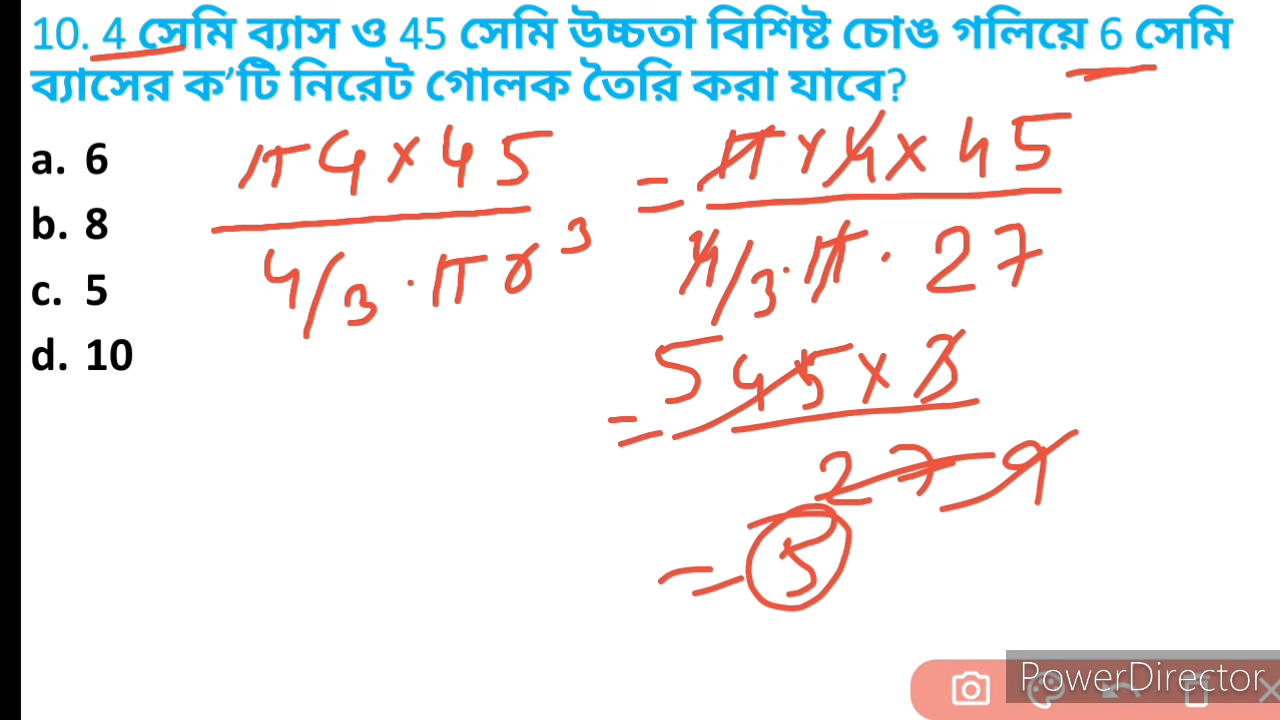 10. 4 সেমি ব্যাস ও 45 সেমি উচ্চতা বিশিষ্ট চোঙ গলিয়ে 6 সেমি
ব্যাসের ক'টি নিরেট গোলক তৈরি করা যাবে?
a. 6
b. 8
c. 5
d. 10
π4×45
4/3·πr³
= π×4×45
4/3·π·27
= 5 45×3
27 9
= 5
PowerDirector